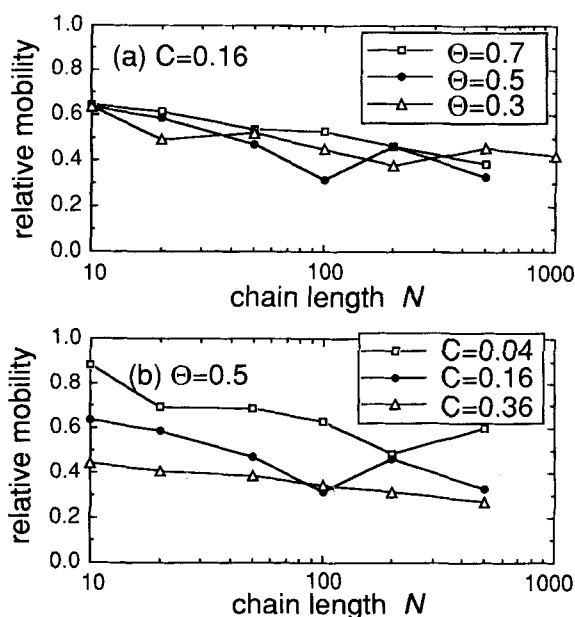 1.0
0.8
0.6
0.4
0.2
0.0
relative mobility
(a) C=0.16
Θ=0.7
Θ=0.5
Θ=0.3
10
100
1000
chain length N
1.0
0.8
0.6
0.4
0.2
0.0
relative mobility
(b) Θ=0.5
C=0.04
C=0.16
C=0.36
10
100
1000
chain length N